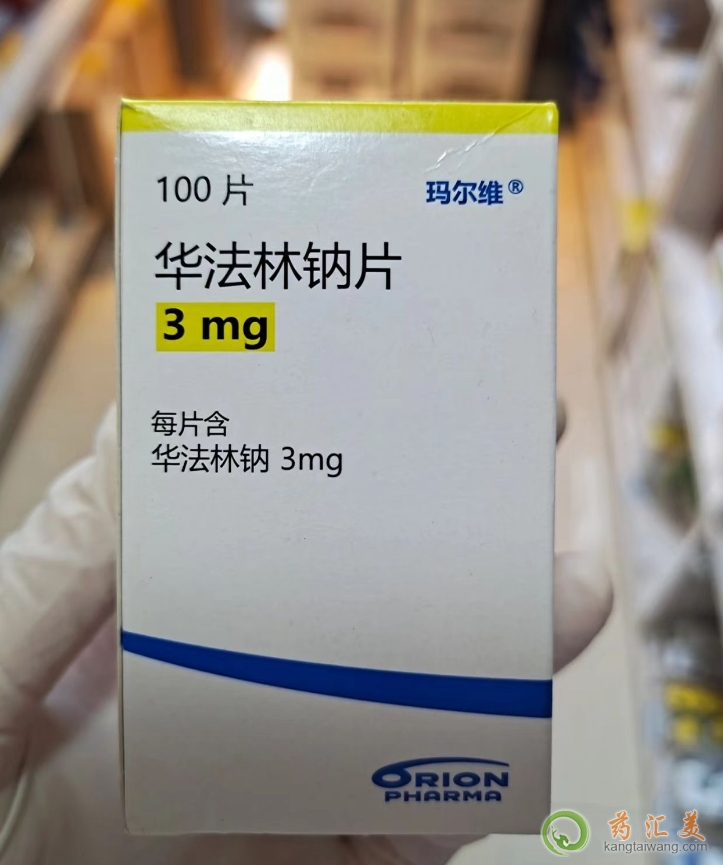 100 片
玛尔维®
华法林钠片
3 mg
每片含
华法林钠 3mg
ORION
PHARMA
药汇美
kangtaiwang.com